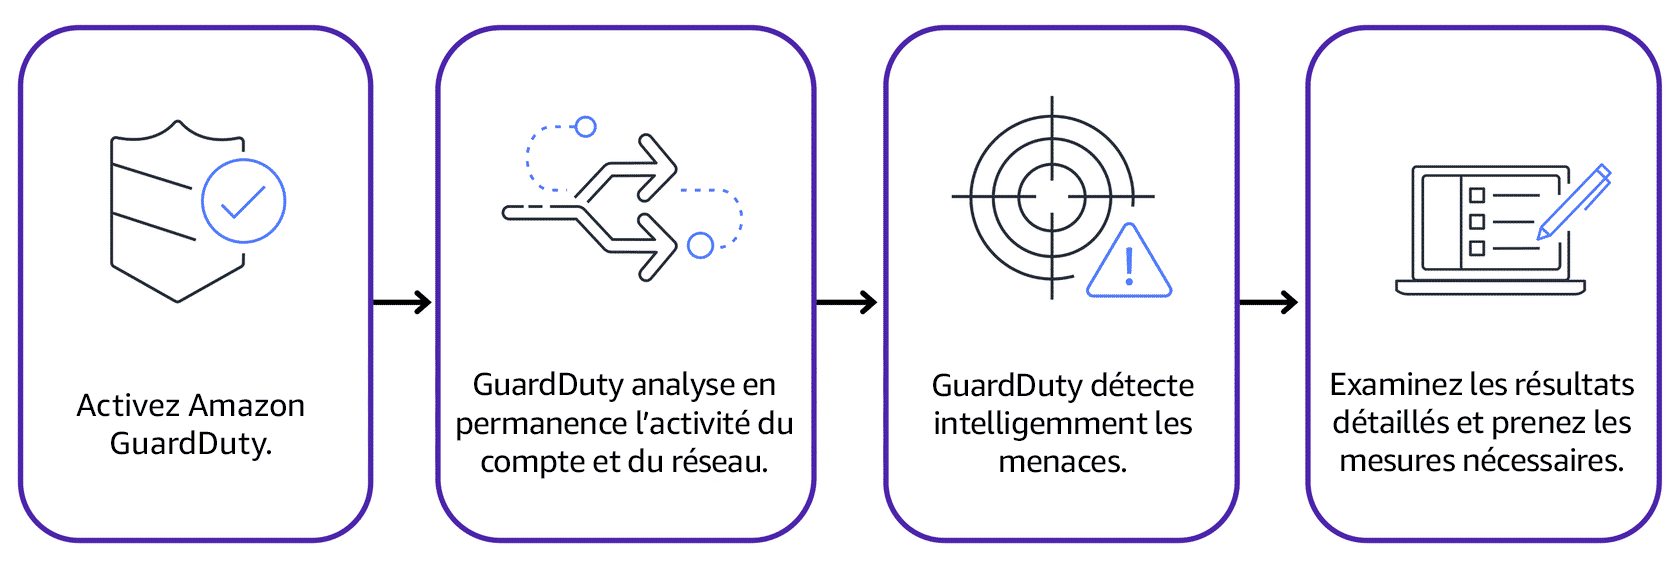 Activez Amazon
GuardDuty.
GuardDuty analyse en
permanence l’activité du
compte et du réseau.
GuardDuty détecte
intelligemment les
menaces.
Examinez les résultats
détaillés et prenez les
mesures nécessaires.